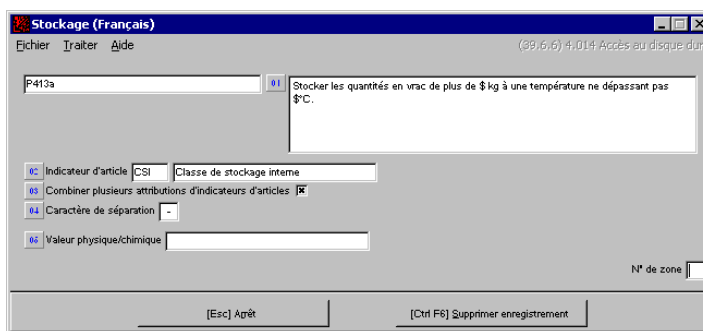 Stockage (Français)
Fichier Traiter Aide
(39.6.6) 4.014 Accès au disque dur
P413a
01
Stocker les quantités en vrac de plus de $ kg à une température ne dépassant pas
$°C.
02 Indicateur d'article CSI Classe de stockage interne
03 Combiner plusieurs attributions d'indicateurs d'articles
04 Caractère de séparation -
05 Valeur physique/chimique
N° de zone
[Esc] Arrêt
[Ctrl F6] Supprimer enregistrement